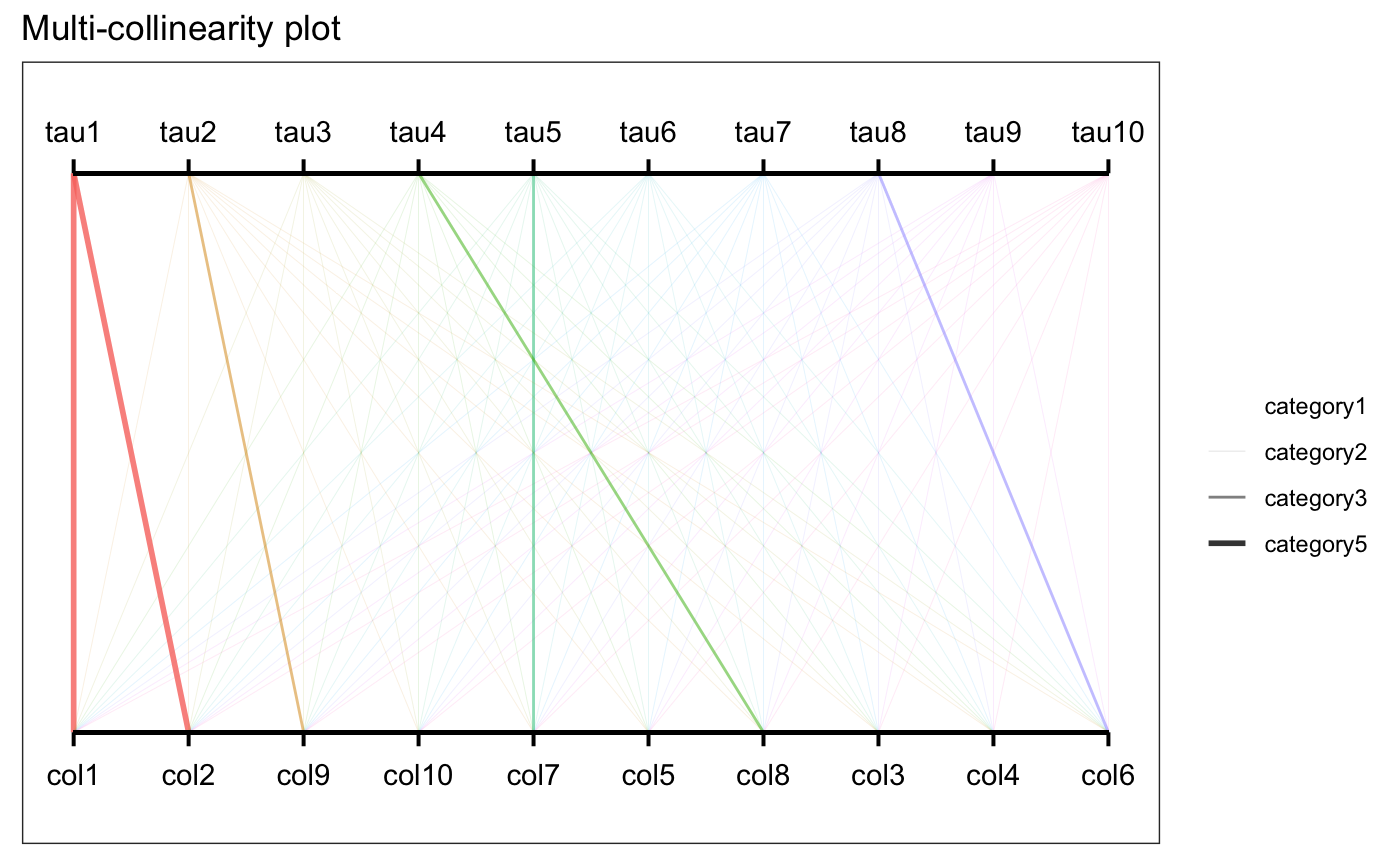 Multi-collinearity plot
tau1 tau2 tau3 tau4 tau5 tau6 tau7 tau8 tau9 tau10
col1 col2 col9 col10 col7 col5 col8 col3 col4 col6
category1
category2
category3
category5